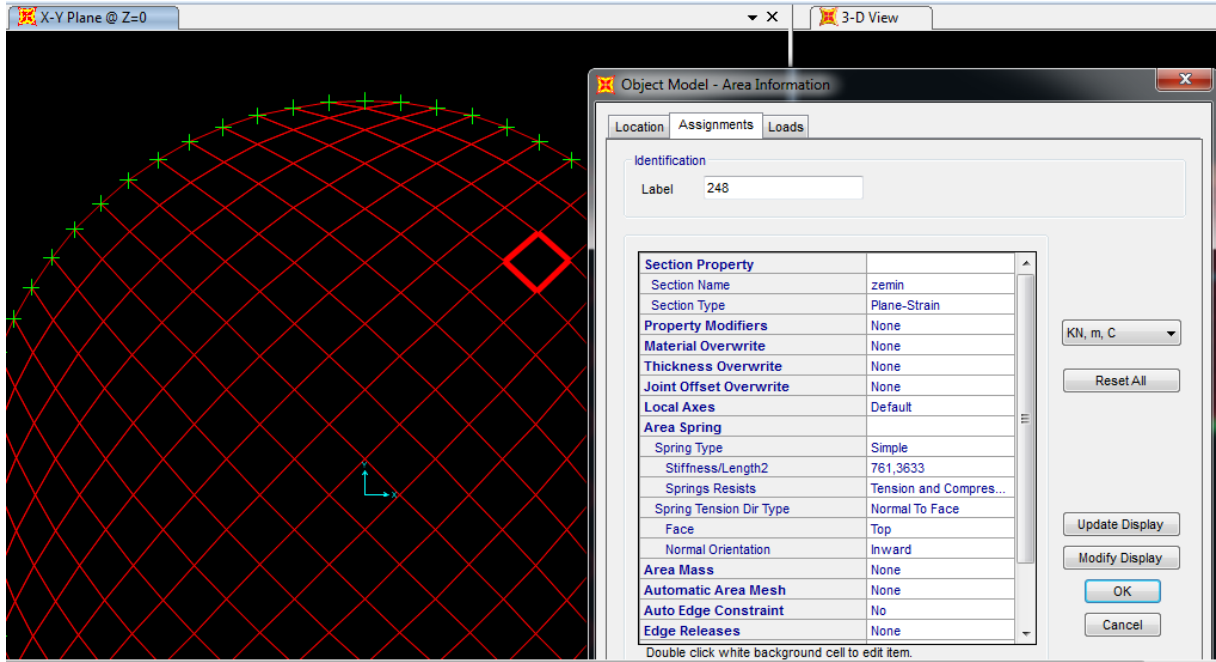 X-Y Plane @ Z=0
3-D View
Object Model - Area Information
Location Assignments Loads
Identification
Label 248
Section Property
Section Name zemin
Section Type Plane-Strain
Property Modifiers None
Material Overwrite None
Thickness Overwrite None
Joint Offset Overwrite None
Local Axes Default
Area Spring
Spring Type Simple
Stiffness/Length2 761,3633
Springs Resists Tension and Compres...
Spring Tension Dir Type Normal To Face
Face Top
Normal Orientation Inward
Area Mass None
Automatic Area Mesh None
Auto Edge Constraint No
Edge Releases None
Double click white background cell to edit item.
KN, m, C
Reset All
Update Display
Modify Display
OK
Cancel
Y
X